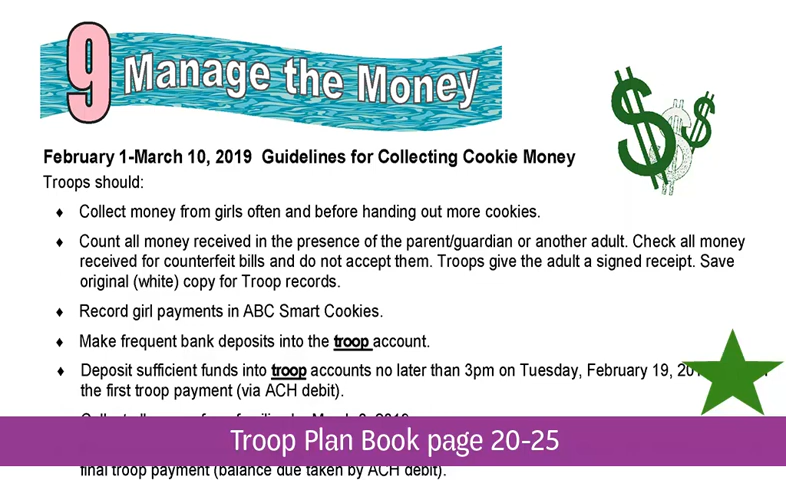 9 Manage the Money
February 1-March 10, 2019 Guidelines for Collecting Cookie Money
Troops should:
♦ Collect money from girls often and before handing out more cookies.
♦ Count all money received in the presence of the parent/guardian or another adult. Check all money
received for counterfeit bills and do not accept them. Troops give the adult a signed receipt. Save
original (white) copy for Troop records.
♦ Record girl payments in ABC Smart Cookies.
♦ Make frequent bank deposits into the troop account.
♦ Deposit sufficient funds into troop accounts no later than 3pm on Tuesday, February 19,
the first troop payment (via ACH debit).
Troop Plan Book page 20-25
final troop payment (balance due taken by ACH debit).